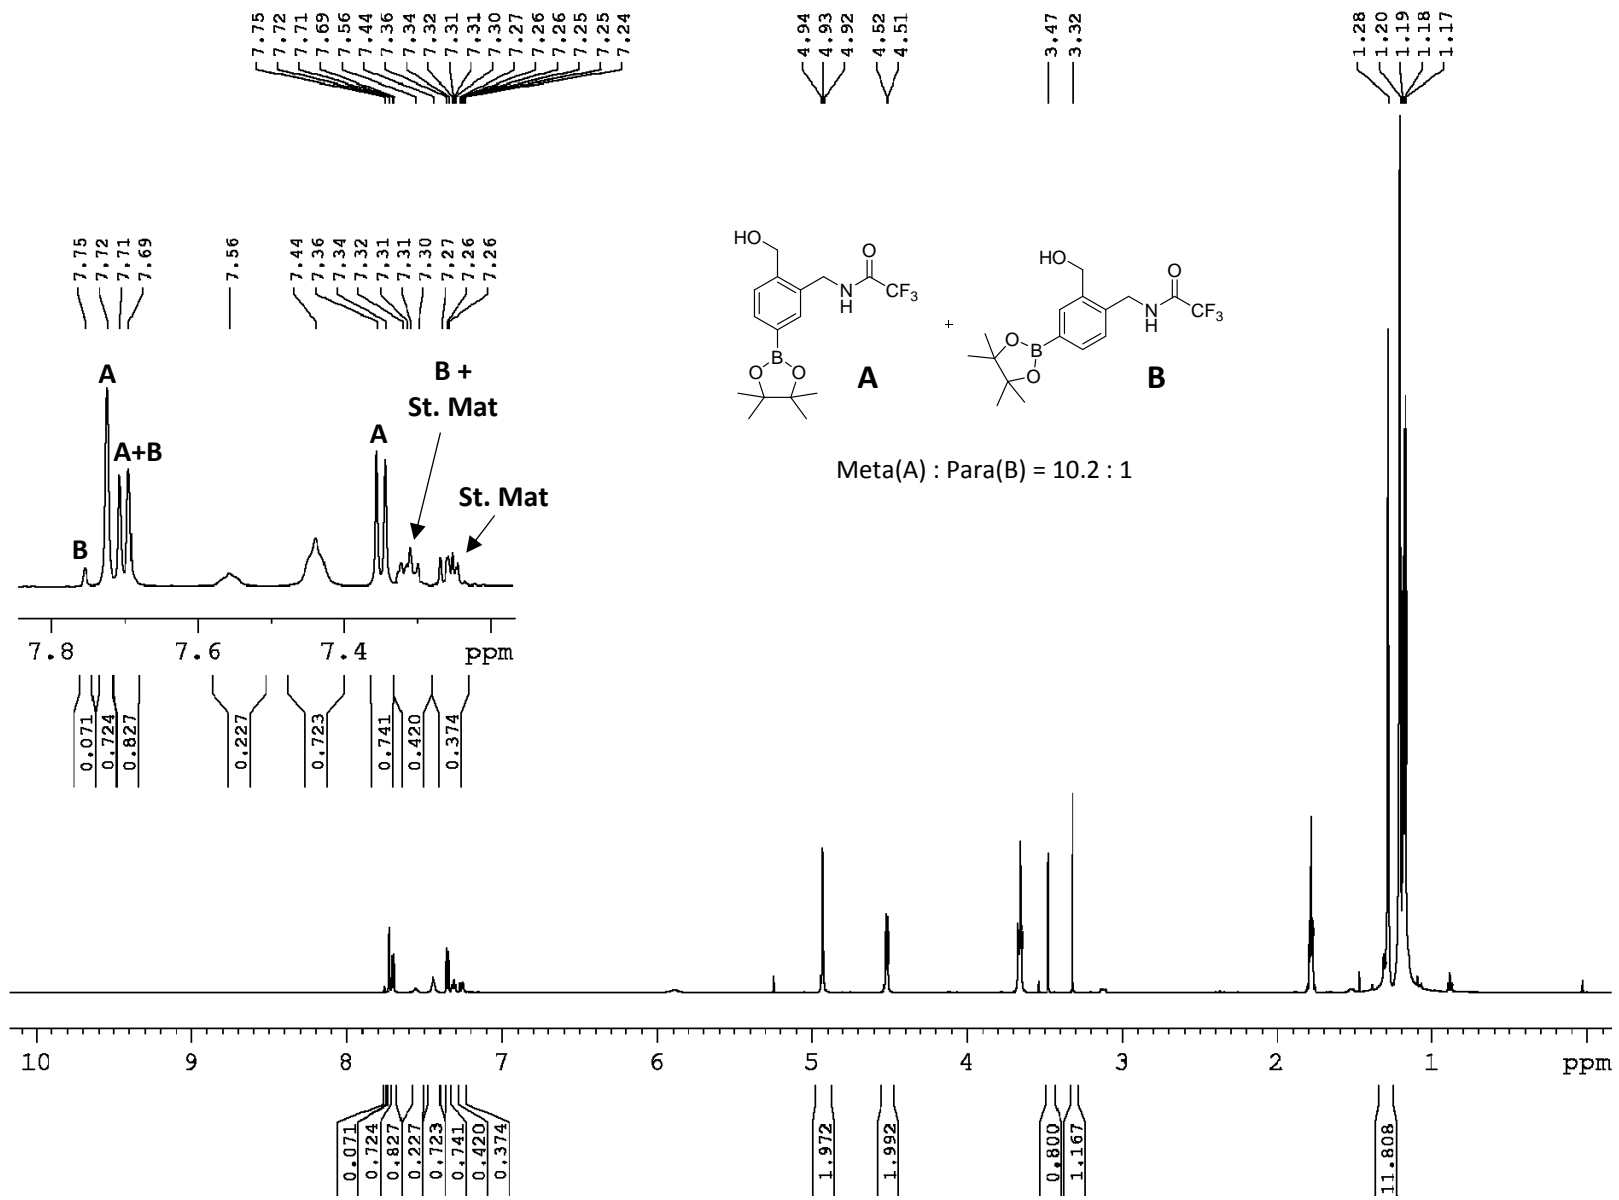 7.75
7.72
7.71
7.69
7.56
7.44
7.36
7.34
7.32
7.31
7.31
7.30
7.27
7.26
7.26
7.25
7.25
7.24
4.94
4.93
4.92
4.52
4.51
3.47
3.32
1.28
1.20
1.19
1.18
1.17
7.75
7.72
7.71
7.69
7.56
7.44
7.36
7.34
7.32
7.31
7.31
7.30
7.27
7.26
7.26
A
A+B
B
A
B +
St. Mat
St. Mat
7.8 7.6 7.4 ppm
0.071
0.724
0.827
0.227
0.723
0.741
0.420
0.374
HO
O
N
H
CF3
B
O O
A
+
HO
O
N
H
CF3
O
B
O
B
Meta(A) : Para(B) = 10.2 : 1
10 9 8 7 6 5 4 3 2 1 ppm
0.071
0.724
0.827
0.227
0.723
0.741
0.420
0.374
1.972
1.992
0.800
1.167
11.808